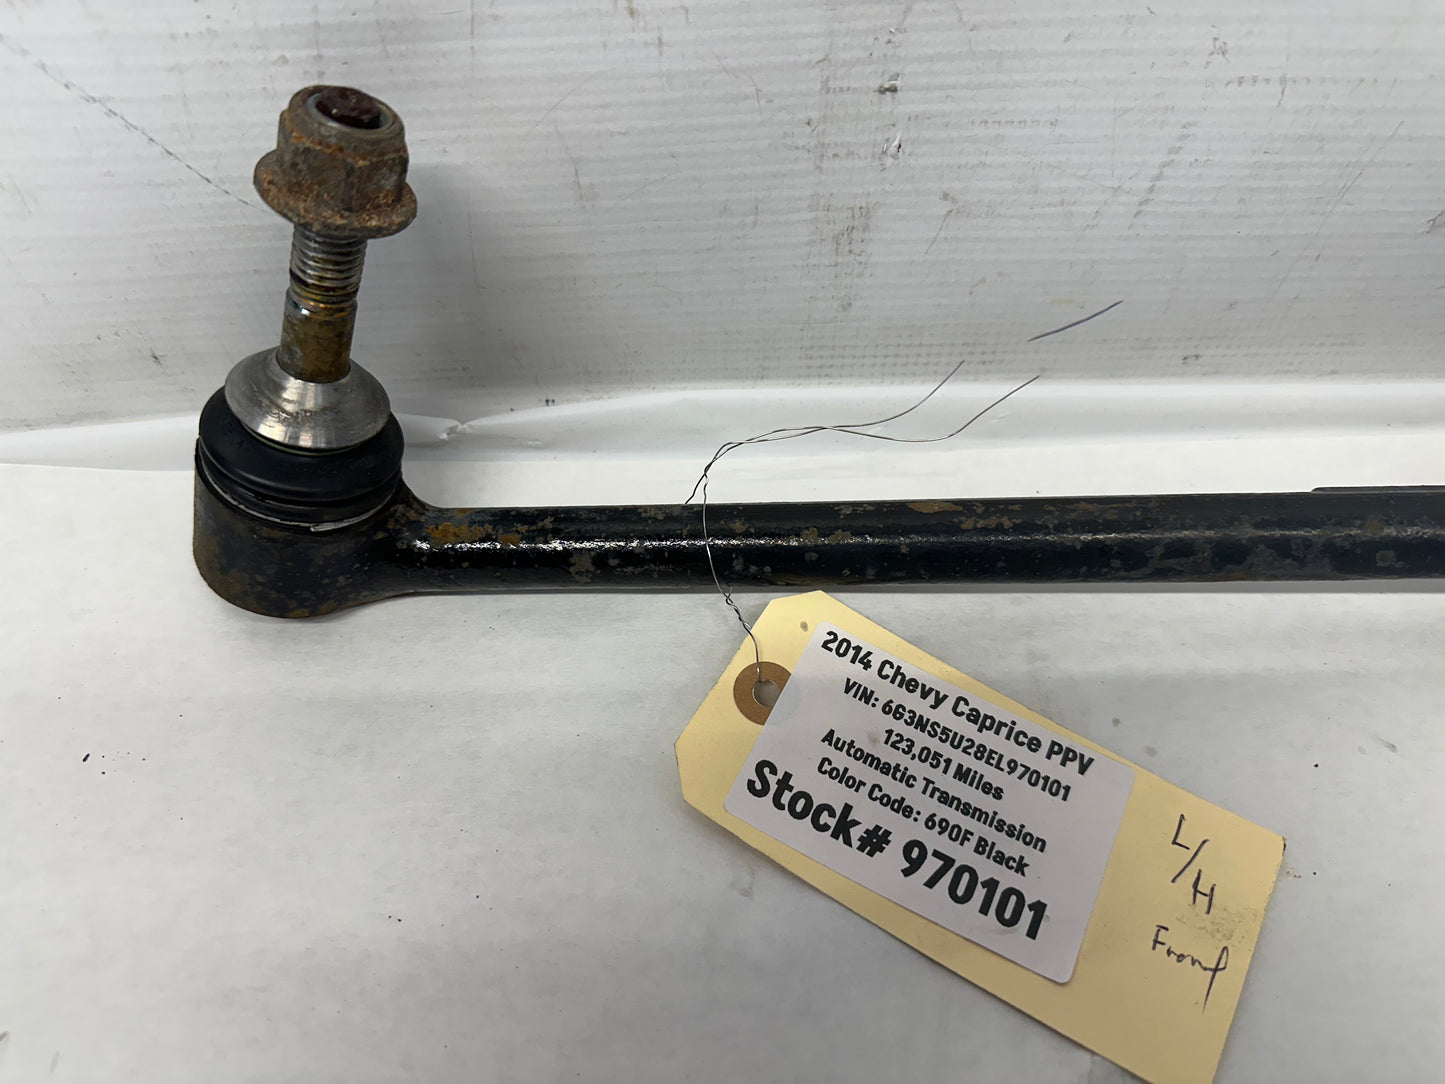 2014 Chevy Caprice PPV
VIN: 6G3NS5U28EL970101
123,051 Miles
Automatic Transmission
Color Code: 690F Black
Stock# 970101
L/H
Front